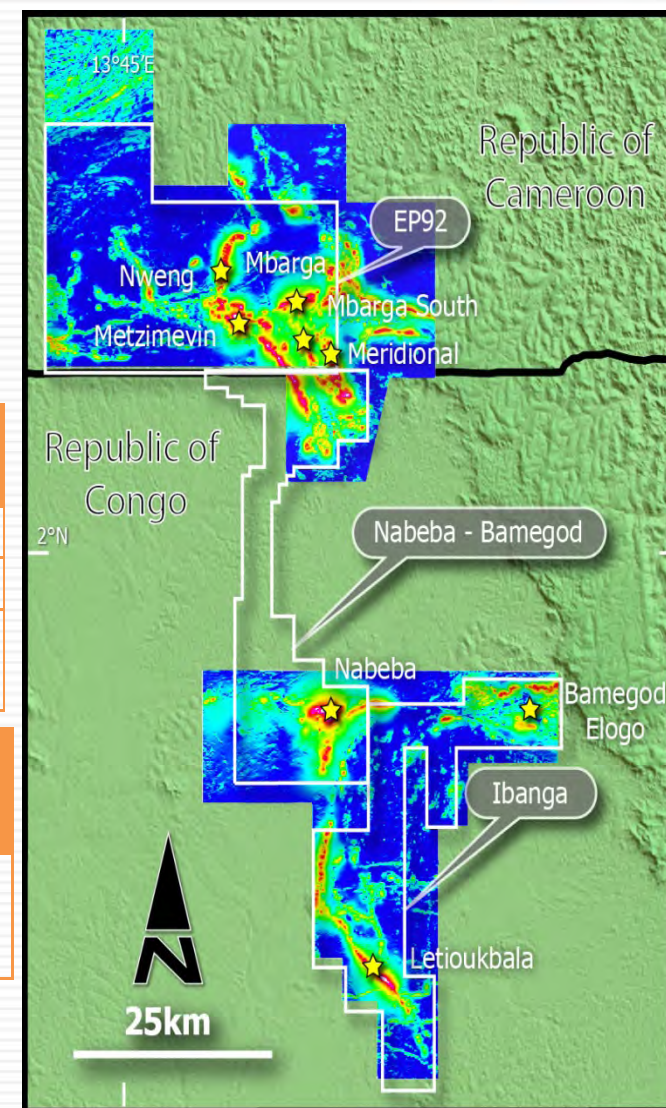 13°45'E
Republic of
Cameroon
EP92
Nweng
Mbarga
Mbarga South
Metzimevin
Meridional
Republic of
Congo
2°N
Nabeba - Bamegod
Nabeba
Bamegod
Elogo
Ibanga
Letioukbala
N
25km